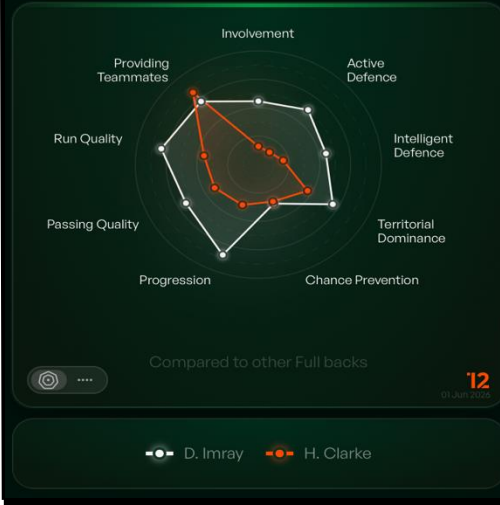 Involvement
Providing
Teammates
Active
Defence
Run Quality
Intelligent
Defence
Passing Quality
Territorial
Dominance
Progression
Chance Prevention
Compared to other Full backs
'12
01 Jun 2026
D. Imray
H. Clarke